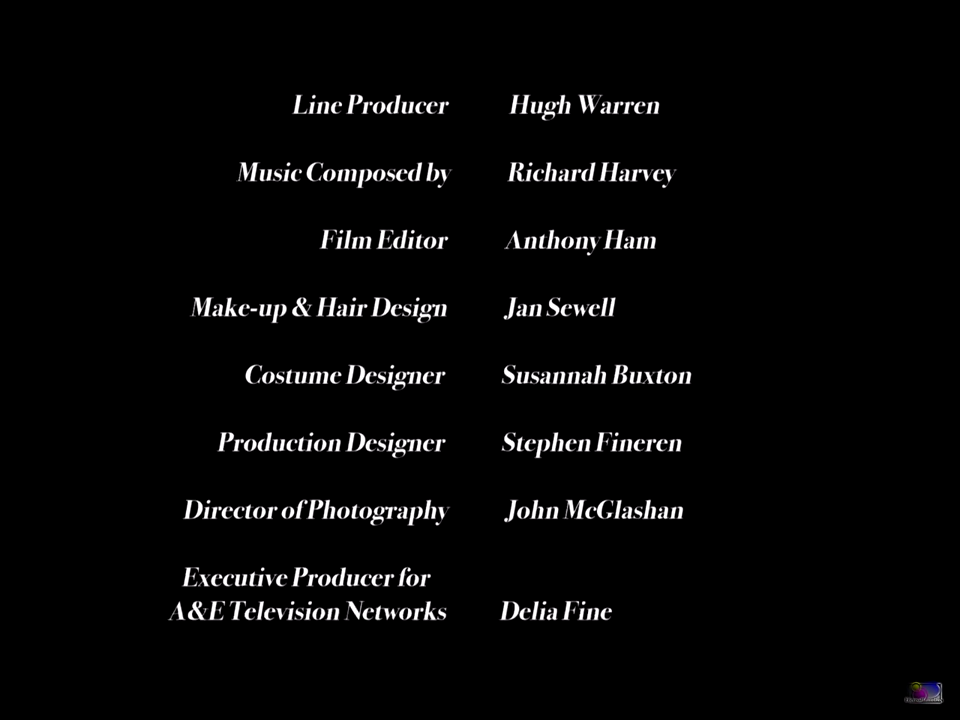 Line Producer Hugh Warren
Music Composed by Richard Harvey
Film Editor Anthony Ham
Make-up & Hair Design Jan Sewell
Costume Designer Susannah Buxton
Production Designer Stephen Fineren
Director of Photography John McGlashan
Executive Producer for
A&E Television Networks Delia Fine